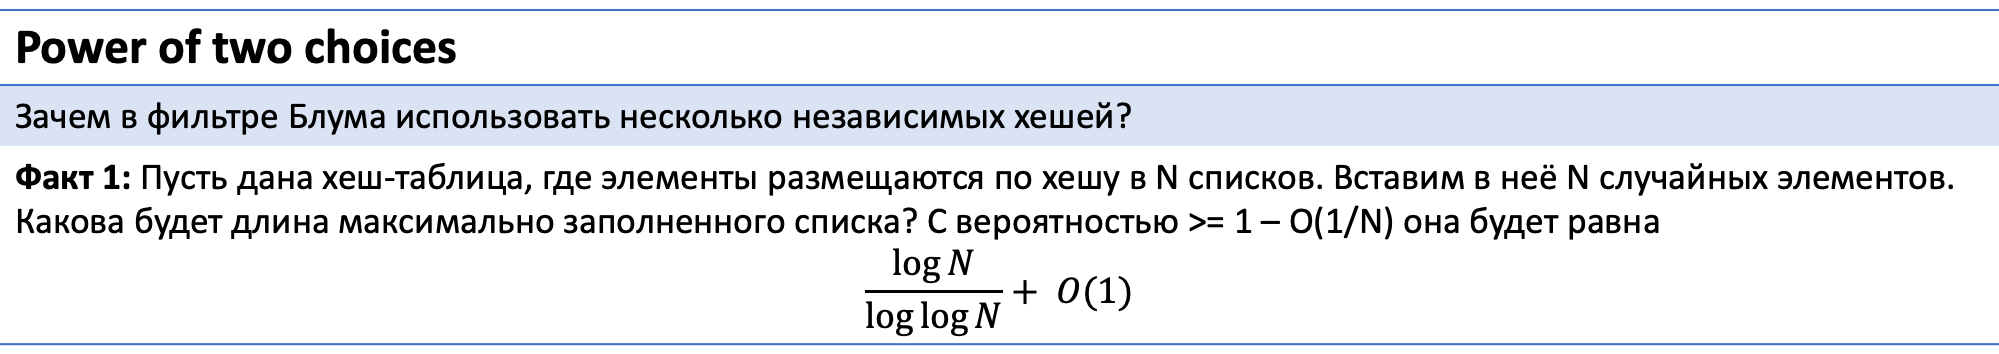 Power of two choices
Зачем в фильтре Блума использовать несколько независимых хешей?
Факт 1: Пусть дана хеш-таблица, где элементы размещаются по хешу в N списков. Вставим в неё N случайных элементов.
Какова будет длина максимально заполненного списка? С вероятностью >= 1 – O(1/N) она будет равна
log N
———— + O(1)
log log N